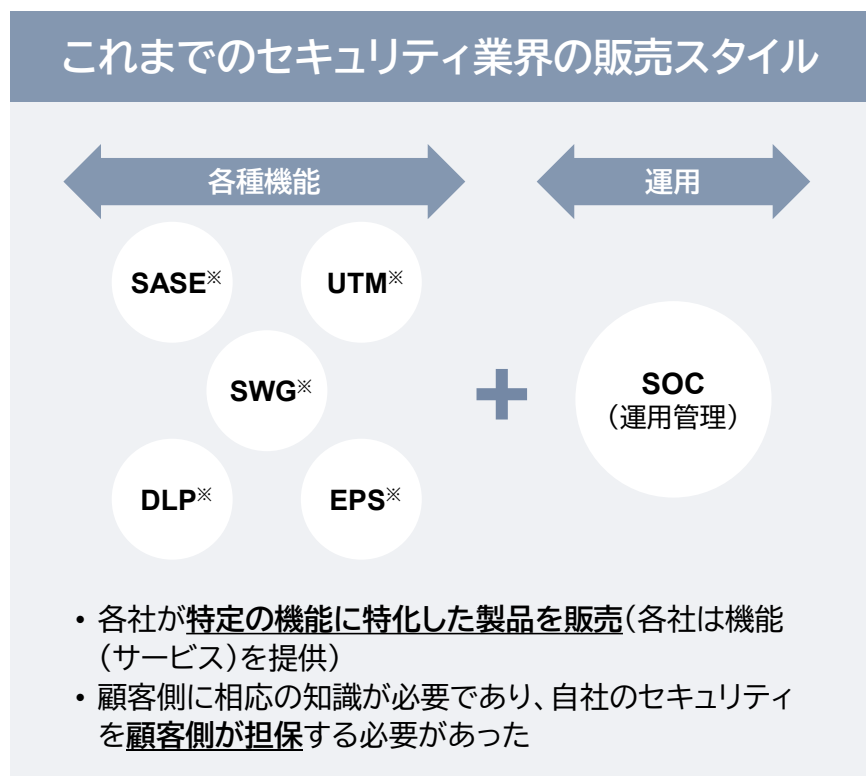 これまでのセキュリティ業界の販売スタイル
各種機能
運用
SASE※
UTM※
SWG※
DLP※
EPS※
+
SOC
（運用管理）
• 各社が特定の機能に特化した製品を販売（各社は機能
（サービス）を提供）
• 顧客側に相応の知識が必要であり、自社のセキュリティ
を顧客側が担保する必要があった